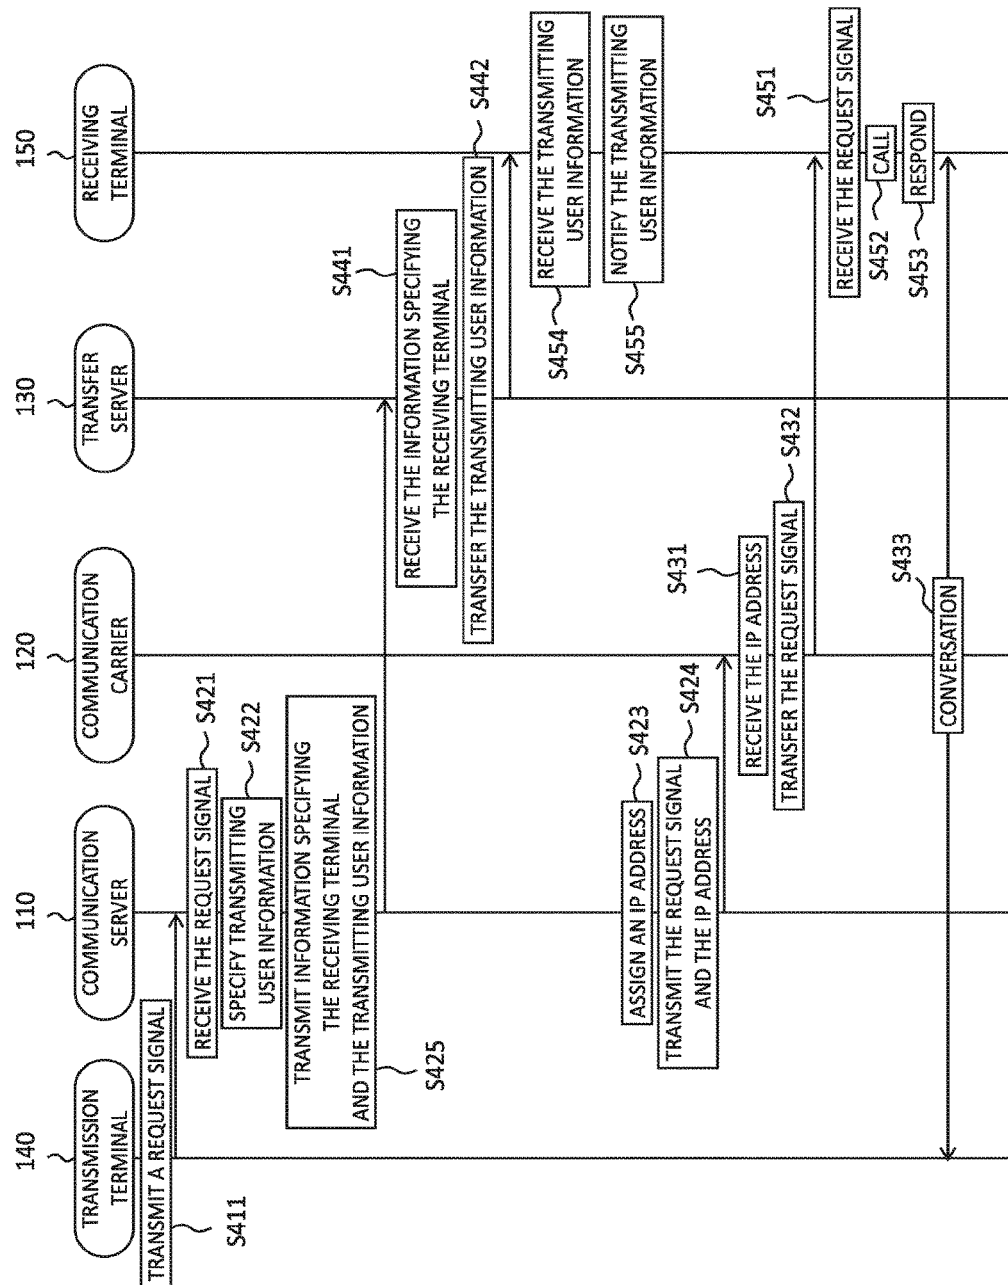 140
TRANSMISSION
TERMINAL
110
COMMUNICATION
SERVER
120
COMMUNICATION
CARRIER
130
TRANSFER
SERVER
150
RECEIVING
TERMINAL
TRANSMIT A REQUEST SIGNAL
S411
RECEIVE THE REQUEST SIGNAL
S421
SPECIFY TRANSMITTING
USER INFORMATION
S422
TRANSMIT INFORMATION SPECIFYING
THE RECEIVING TERMINAL
AND THE TRANSMITTING USER INFORMATION
S425
RECEIVE THE INFORMATION SPECIFYING
THE RECEIVING TERMINAL
S441
TRANSFER THE TRANSMITTING USER INFORMATION
S442
RECEIVE THE TRANSMITTING
USER INFORMATION
S454
NOTIFY THE TRANSMITTING
USER INFORMATION
S455
ASSIGN AN IP ADDRESS
S423
TRANSMIT THE REQUEST SIGNAL
AND THE IP ADDRESS
S424
RECEIVE THE IP ADDRESS
S431
TRANSFER THE REQUEST SIGNAL
S432
RECEIVE THE REQUEST SIGNAL
S451
CALL
S452
RESPOND
S453
CONVERSATION
S433